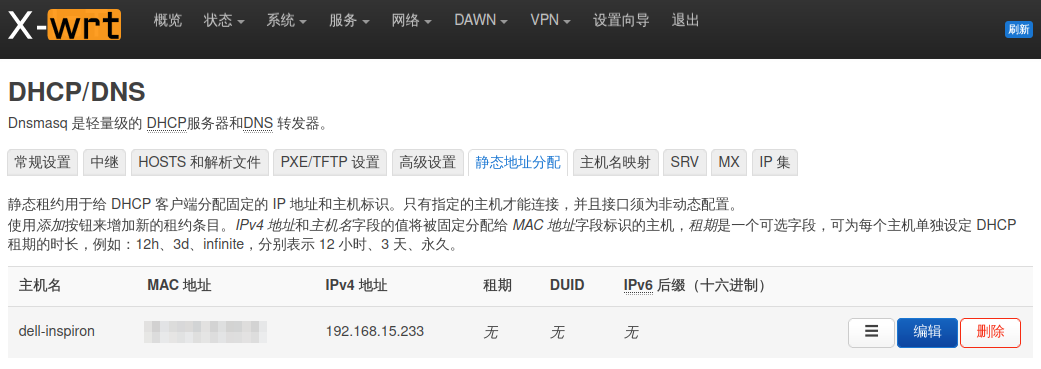 X-wrt 概览 状态 系统 服务 网络 DAWN VPN 设置向导 退出 刷新
DHCP/DNS
Dnsmasq 是轻量级的 DHCP服务器和DNS 转发器。
常规设置 中继 HOSTS 和解析文件 PXE/TFTP 设置 高级设置 静态地址分配 主机名映射 SRV MX IP 集
静态租约用于给 DHCP 客户端分配固定的 IP 地址和主机标识。只有指定的主机才能连接，并且接口须为非动态配置。
使用添加按钮来增加新的租约条目。IPv4 地址和主机名字段的值将被固定分配给 MAC 地址字段标识的主机，租期是一个可选字段，可为每个主机单独设定 DHCP
租期的时长，例如：12h、3d、infinite，分别表示 12 小时、3 天、永久。
主机名 MAC 地址 IPv4 地址 租期 DUID IPv6 后缀（十六进制）
dell-inspiron 192.168.15.233 无 无 无 ☰ 编辑 删除